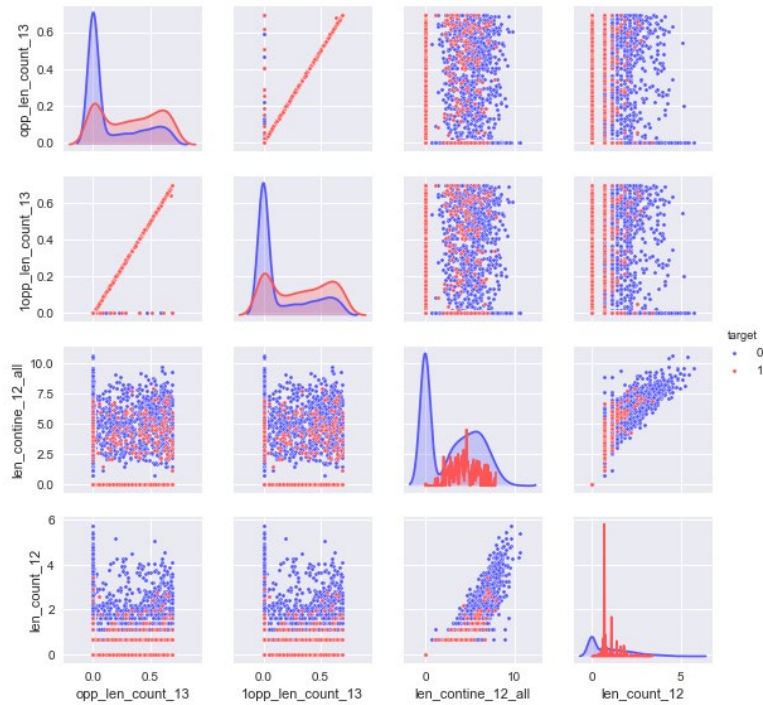 opp_len_count_13
0.6
0.4
0.2
0.0
1opp_len_count_13
0.6
0.4
0.2
0.0
len_contine_12_all
10.0
7.5
5.0
2.5
0.0
target
0
1
len_count_12
6
4
2
0
0.0 0.5
0.0 0.5
0 10
0 5
opp_len_count_13
1opp_len_count_13
len_contine_12_all
len_count_12